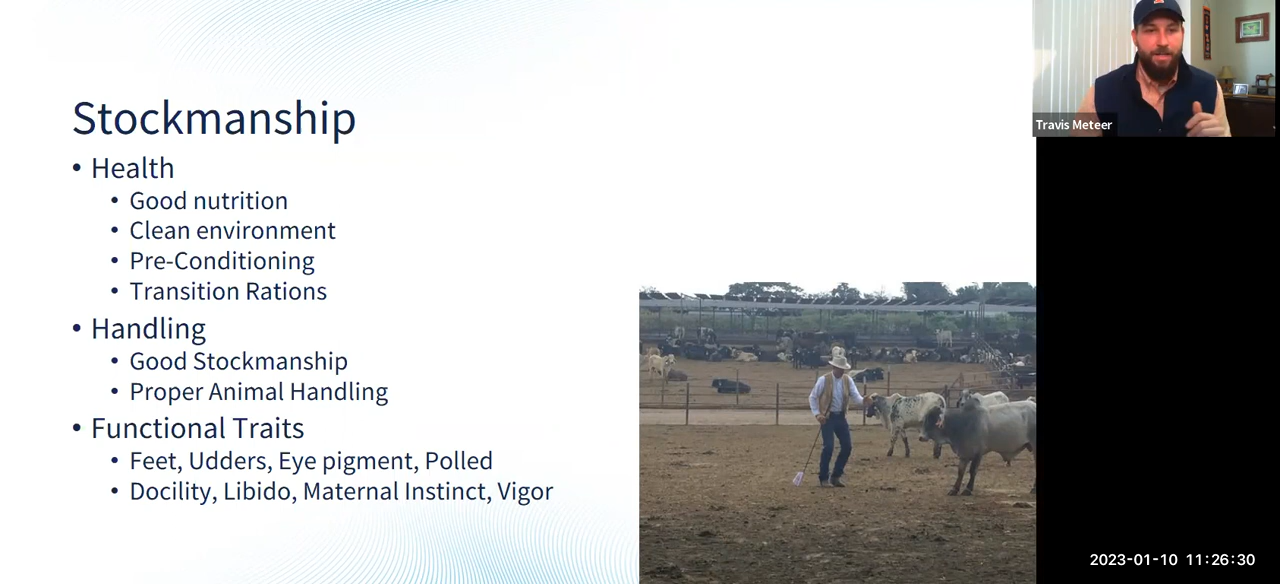 Stockmanship
• Health
• Good nutrition
• Clean environment
• Pre-Conditioning
• Transition Rations
• Handling
• Good Stockmanship
• Proper Animal Handling
• Functional Traits
• Feet, Udders, Eye pigment, Polled
• Docility, Libido, Maternal Instinct, Vigor
Travis Meteer
2023-01-10 11:26:30